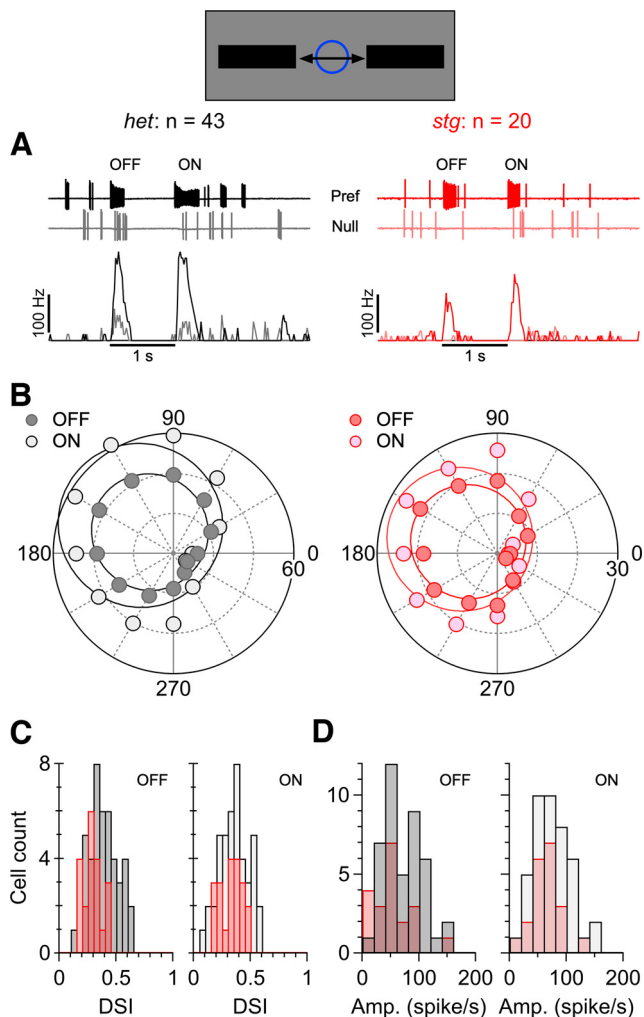 het: n = 43
stg: n = 20
A
OFF ON
OFF ON
Pref
Null
100 Hz
1 s
100 Hz
1 s
B
OFF
ON
90
180
0
60
270
OFF
ON
90
180
0
30
270
C
Cell count
8
4
0
OFF
0 0.5 1
DSI
ON
0 0.5 1
DSI
D
10
5
0
OFF
0 100 200
Amp. (spike/s)
ON
0 100 200
Amp. (spike/s)